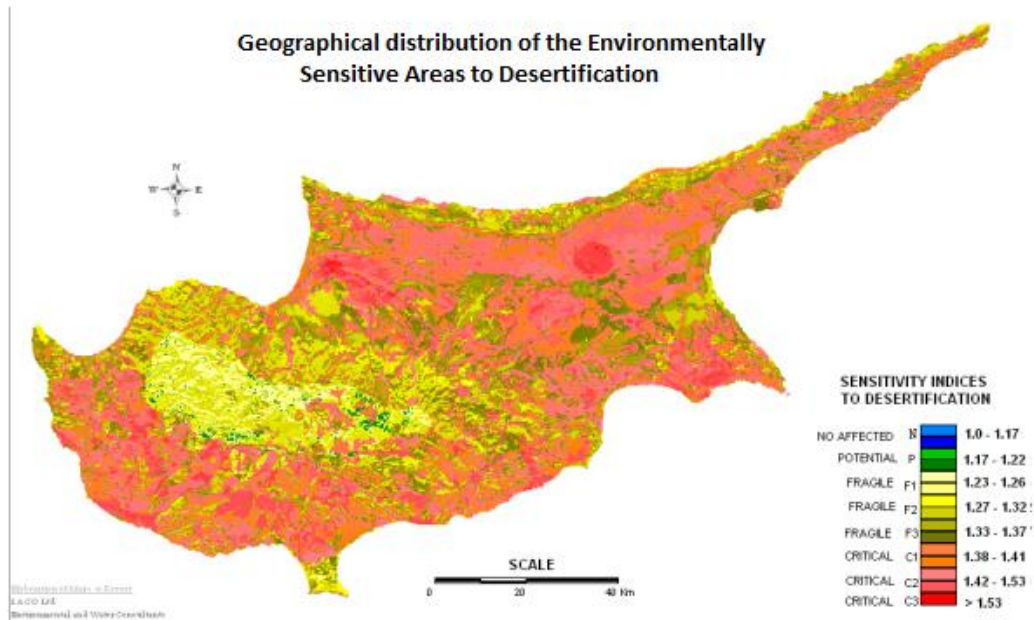 Geographical distribution of the Environmentally
Sensitive Areas to Desertification
N
W E
S
SENSITIVITY INDICES
TO DESERTIFICATION
NO AFFECTED N 1.0 - 1.17
POTENTIAL P 1.17 - 1.22
FRAGILE F1 1.23 - 1.26
FRAGILE F2 1.27 - 1.32
FRAGILE F3 1.33 - 1.37
CRITICAL C1 1.38 - 1.41
CRITICAL C2 1.42 - 1.53
CRITICAL C3 > 1.53
SCALE
0 20 40 Km
I.A.CO Ltd
Environmental and Water Consultants